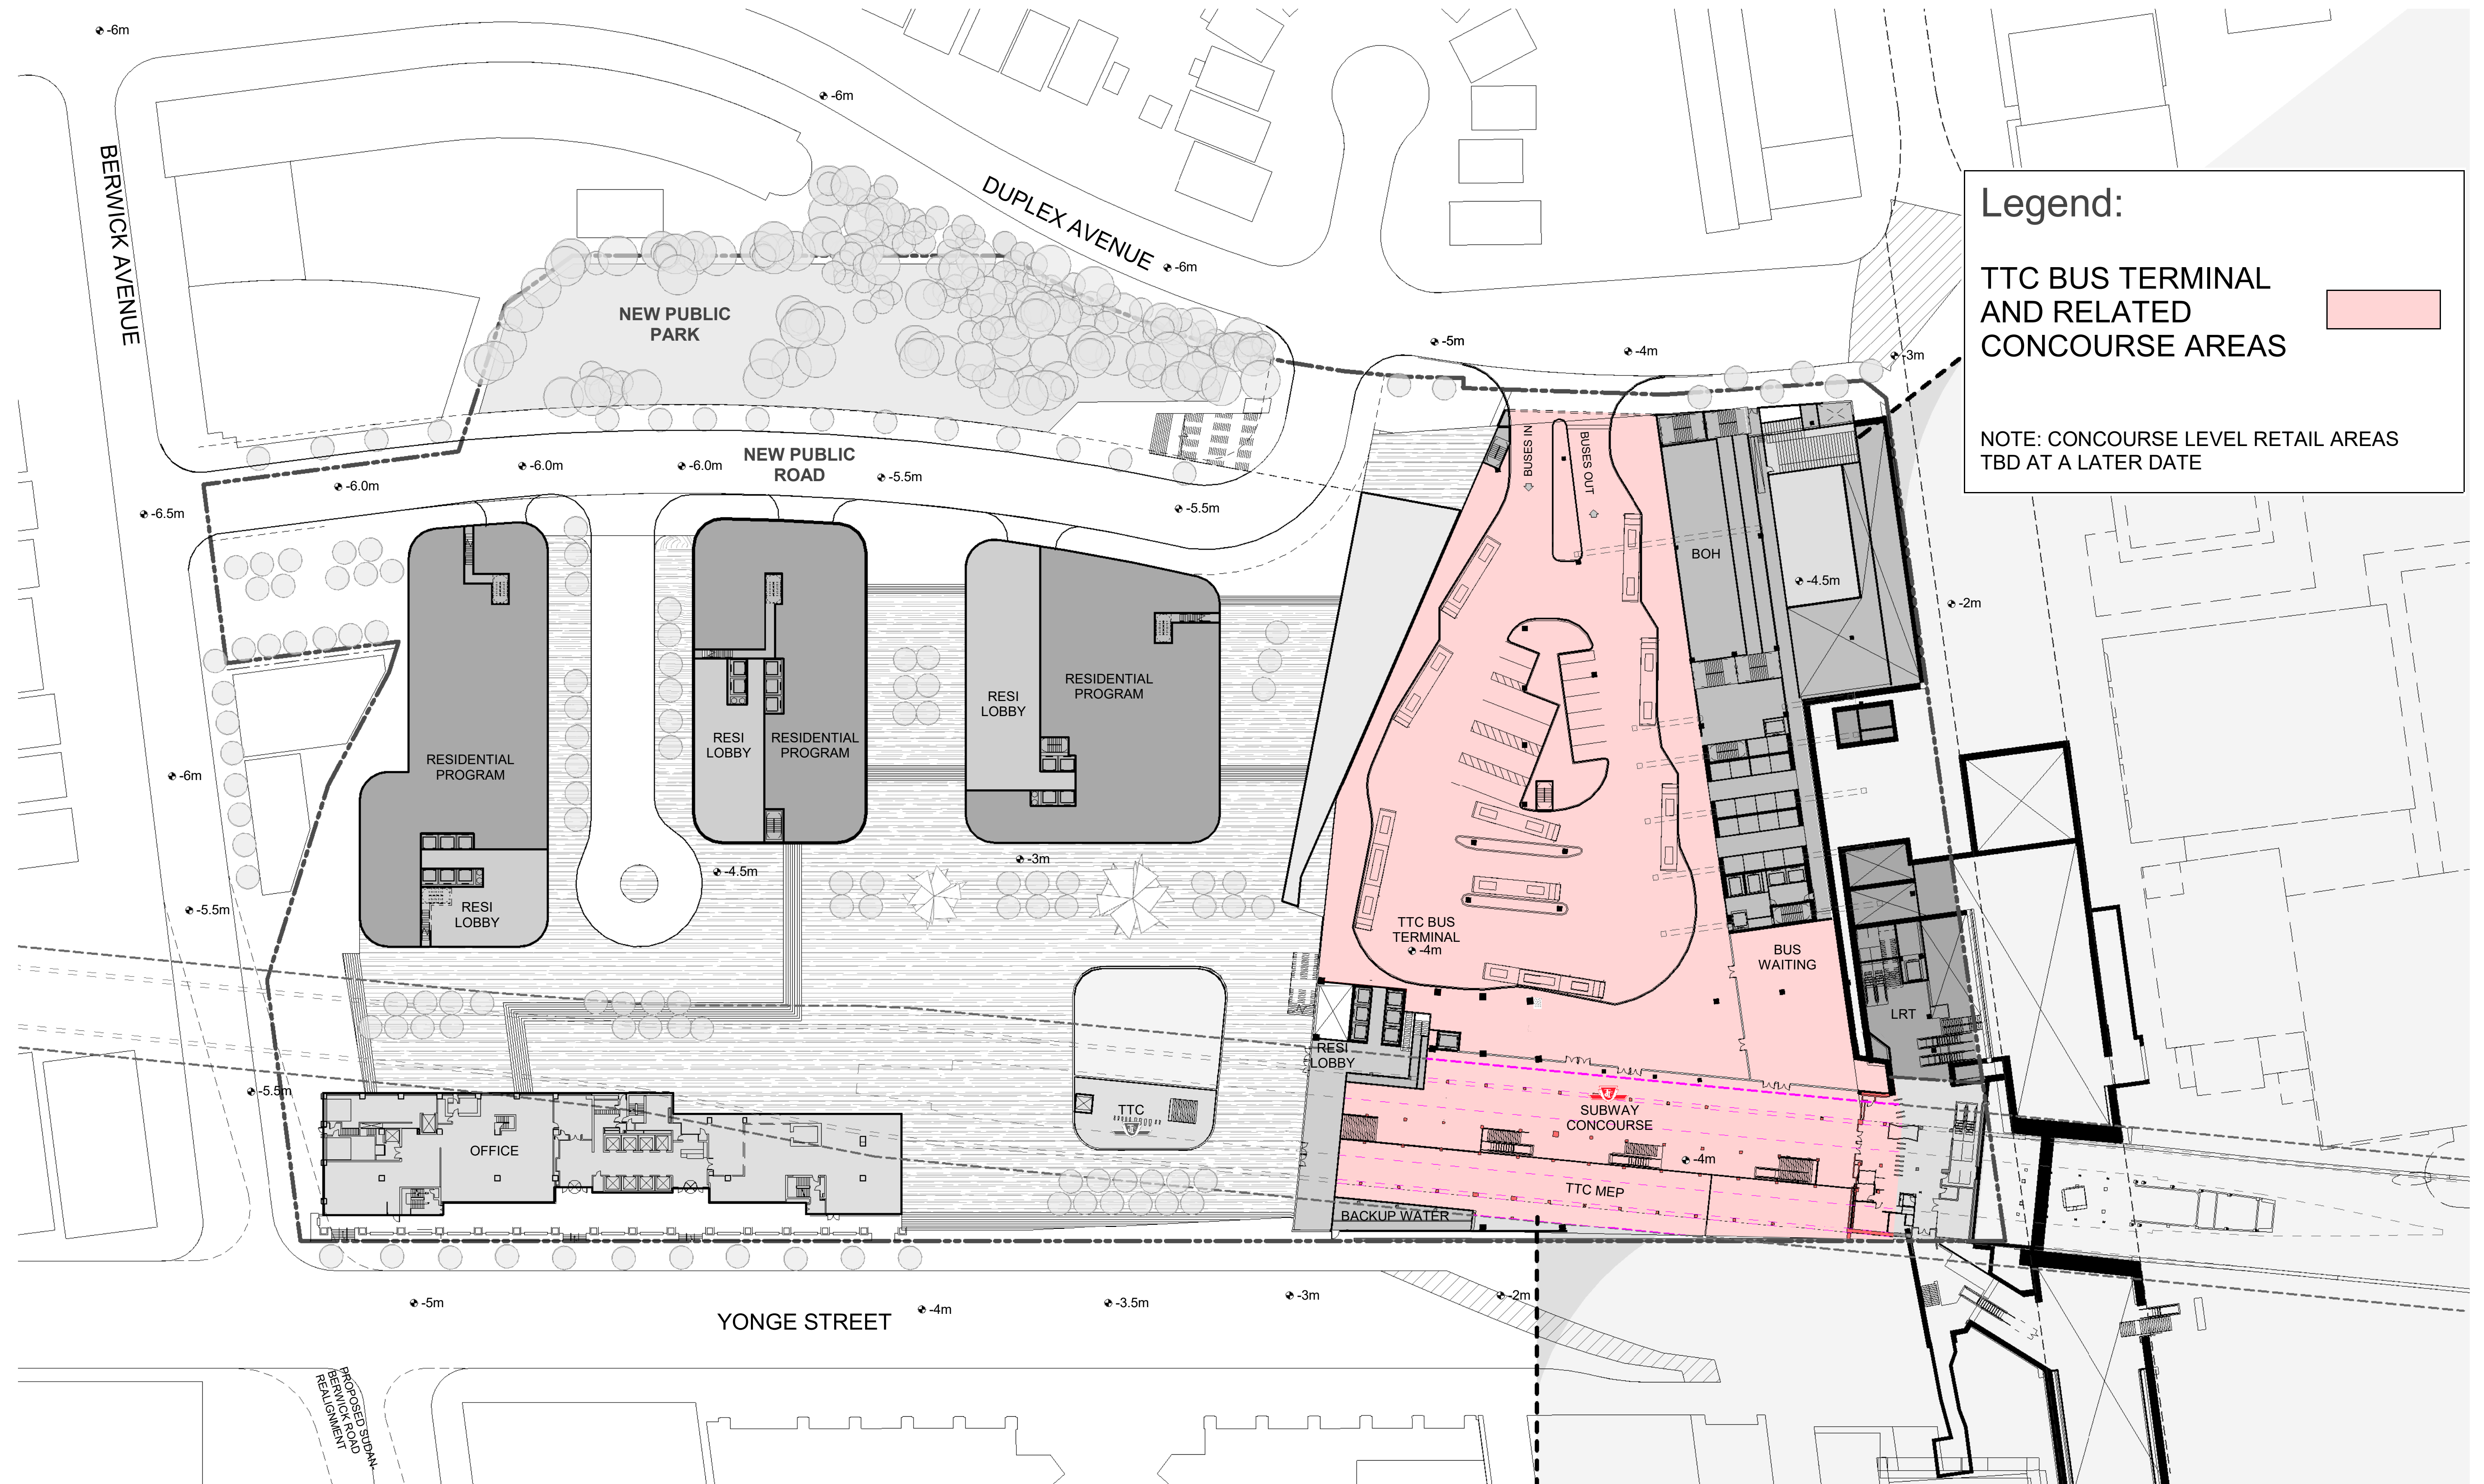 -6m
-6m
BERWICK AVENUE
DUPLEX AVENUE
-6m
Legend:
TTC BUS TERMINAL
AND RELATED
CONCOURSE AREAS
NOTE: CONCOURSE LEVEL RETAIL AREAS
TBD AT A LATER DATE
NEW PUBLIC
PARK
-5m
-4m
-3m
NEW PUBLIC
ROAD
-6.0m
-6.0m
-6.0m
-5.5m
-5.5m
-6.5m
BUSES IN
BUSES OUT
BOH
-4.5m
-2m
RESIDENTIAL
PROGRAM
RESI
LOBBY
RESI
LOBBY
RESIDENTIAL
PROGRAM
RESI
LOBBY
RESIDENTIAL
PROGRAM
-6m
-4.5m
-3m
-5.5m
TTC BUS
TERMINAL
-4m
BUS
WAITING
LRT
RESI
LOBBY
-5.5m
OFFICE
TTC
SUBWAY
CONCOURSE
-4m
TTC MEP
BACKUP WATER
-5m
YONGE STREET
-4m
-3.5m
-3m
-2m
PROPOSED SUDAN-
BERWICK ROAD
REALIGNMENT